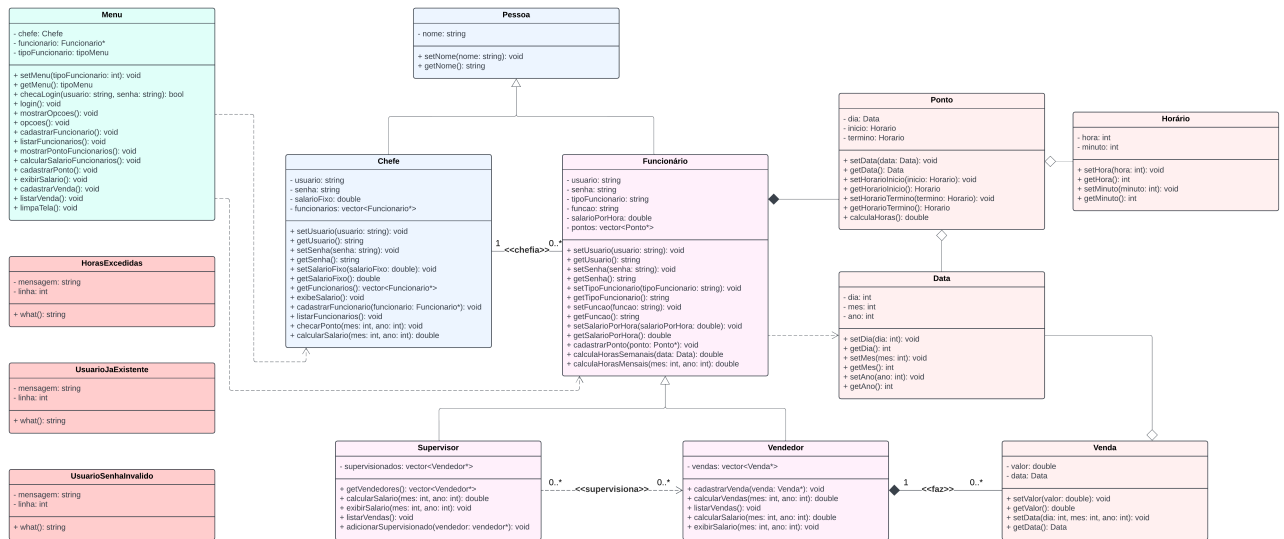 Menu
- chefe: Chefe
- funcionario: Funcionario*
- tipoFuncionario: tipoMenu
+ setMenu(tipoFuncionario: int): void
+ getMenu(): tipoMenu
+ checaLogin(usuario: string, senha: string): bool
+ login(): void
+ mostrarOpcoes(): void
+ opcoes(): void
+ cadastrarFuncionario(): void
+ listarFuncionarios(): void
+ mostrarPontoFuncionarios(): void
+ calcularSalarioFuncionarios(): void
+ cadastrarPonto(): void
+ exibirSalario(): void
+ cadastrarVenda(): void
+ listarVenda(): void
+ limpaTela(): void
HorasExcedidas
- mensagem: string
- linha: int
+ what(): string
UsuarioJaExistente
- mensagem: string
- linha: int
+ what(): string
UsuarioSenhaInvalido
- mensagem: string
- linha: int
+ what(): string
Pessoa
- nome: string
+ setNome(nome: string): void
+ getNome(): string
Chefe
- usuario: string
- senha: string
- salarioFixo: double
- funcionarios: vector<Funcionario*>
+ setUsuario(usuario: string): void
+ getUsuario(): string
+ setSenha(senha: string): void
+ getSenha(): string
+ setSalarioFixo(salarioFixo: double): void
+ getSalarioFixo(): double
+ getFuncionarios(): vector<Funcionario*>
+ exibeSalario(): void
+ cadastrarFuncionario(funcionario: Funcionario*): void
+ listarFuncionarios(): void
+ checarPonto(mes: int, ano: int): void
+ calcularSalario(mes: int, ano: int): double
1
<<chefia>>
0..*
Funcionário
- usuario: string
- senha: string
- tipoFuncionario: string
- funcao: string
- salarioPorHora: double
- pontos: vector<Ponto*>
+ setUsuario(usuario: string): void
+ getUsuario(): string
+ setSenha(senha: string): void
+ getSenha(): string
+ setTipoFuncionario(tipoFuncionario: string): void
+ getTipoFuncionario(): string
+ setFuncao(funcao: string): void
+ getFuncao(): string
+ setSalarioPorHora(salarioPorHora: double): void
+ getSalarioPorHora(): double
+ cadastrarPonto(ponto: Ponto*): void
+ calculaHorasSemanais(data: Data): double
+ calculaHorasMensais(mes: int, ano: int): double
Ponto
- dia: Data
- inicio: Horario
- termino: Horario
+ setData(data: Data): void
+ getData(): Data
+ setHorarioInicio(inicio: Horario): void
+ getHorarioInicio(): Horario
+ setHorarioTermino(termino: Horario): void
+ getHorarioTermino(): Horario
+ calculaHoras(): double
Horário
- hora: int
- minuto: int
+ setHora(hora: int): void
+ getHora(): int
+ setMinuto(minuto: int): void
+ getMinuto(): int
Data
- dia: int
- mes: int
- ano: int
+ setDia(dia: int): void
+ getDia(): int
+ setMes(mes: int): void
+ getMes(): int
+ setAno(ano: int): void
+ getAno(): int
Supervisor
- supervisionados: vector<Vendedor*>
+ getVendedores(): vector<Vendedor*>
+ calcularSalario(mes: int, ano: int): double
+ exibirSalario(mes: int, ano: int): void
+ listarVendas(): void
+ adicionarSupervisionado(vendedor: vendedor*): void
0..*
<<supervisiona>>
0..*
Vendedor
- vendas: vector<Venda*>
+ cadastrarVenda(venda: Venda*): void
+ calcularVendas(mes: int, ano: int): double
+ listarVendas(): void
+ calcularSalario(mes: int, ano: int): double
+ exibirSalario(mes: int, ano: int): void
1
<<faz>>
0..*
Venda
- valor: double
- data: Data
+ setValor(valor: double): void
+ getValor(): double
+ setData(dia: int, mes: int, ano: int): void
+ getData(): Data